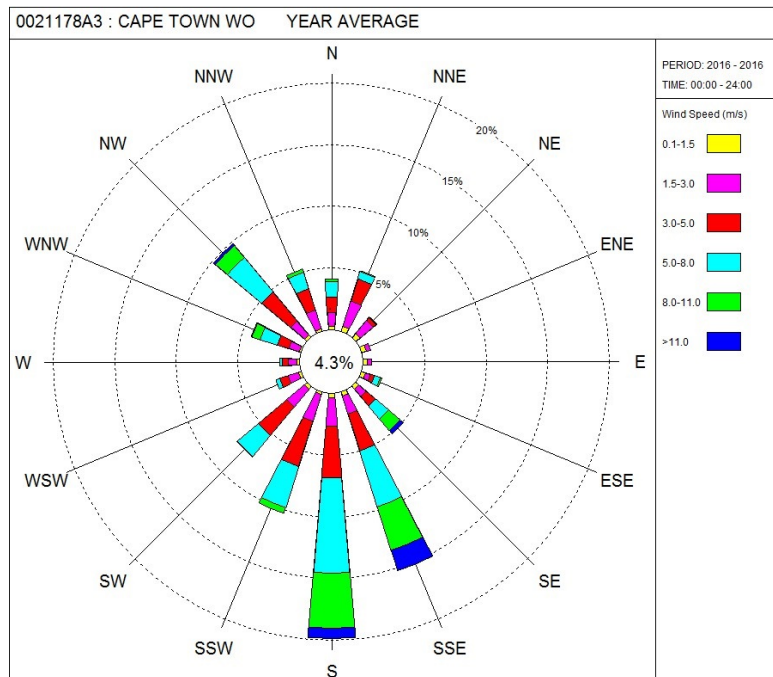 0021178A3 : CAPE TOWN WO YEAR AVERAGE
PERIOD: 2016 - 2016
TIME: 00:00 - 24:00
Wind Speed (m/s)
0.1-1.5
1.5-3.0
3.0-5.0
5.0-8.0
8.0-11.0
>11.0
N
NNW
NNE
NW
NE
WNW
ENE
W
E
WSW
ESE
SW
SE
SSW
SSE
S
20%
15%
10%
5%
4.3%